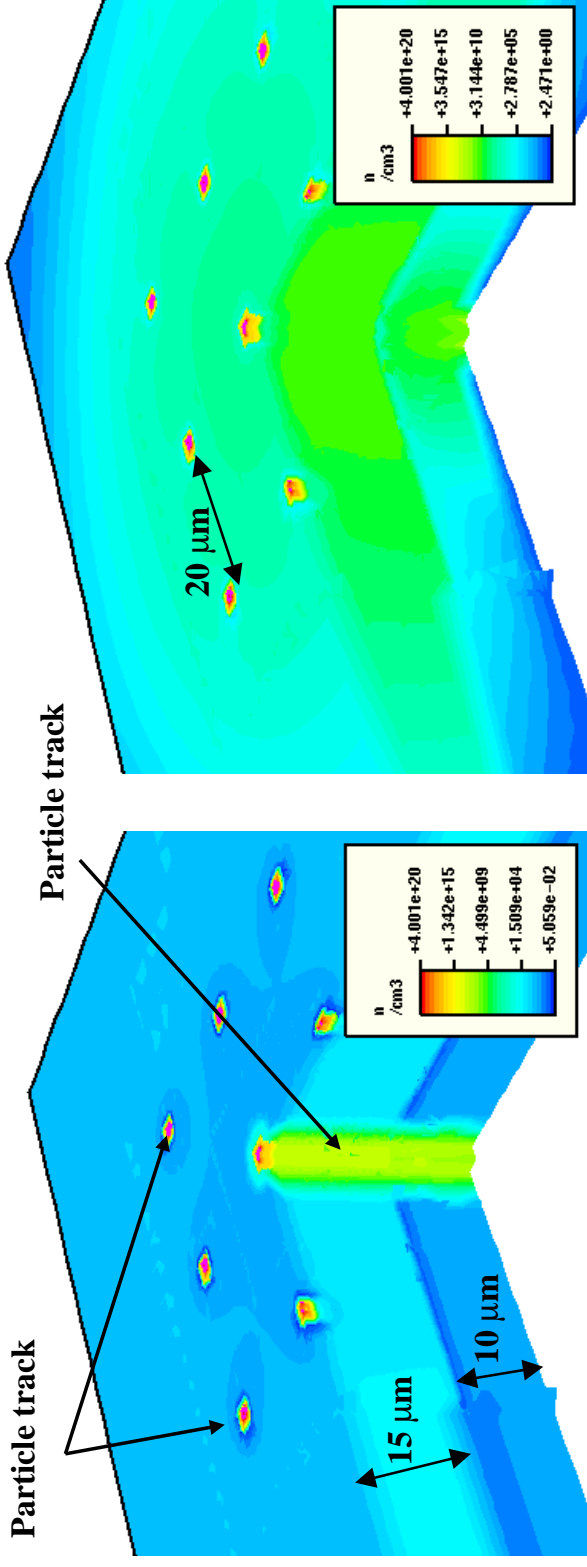 Particle track
Particle track
15 μm
10 μm
n
/cm3
+4.001e+20
+1.342e+15
+4.499e+09
+1.509e+04
+5.059e−02
20 μm
n
/cm3
+4.001e+20
+3.547e+15
+3.144e+10
+2.787e+05
+2.471e+00